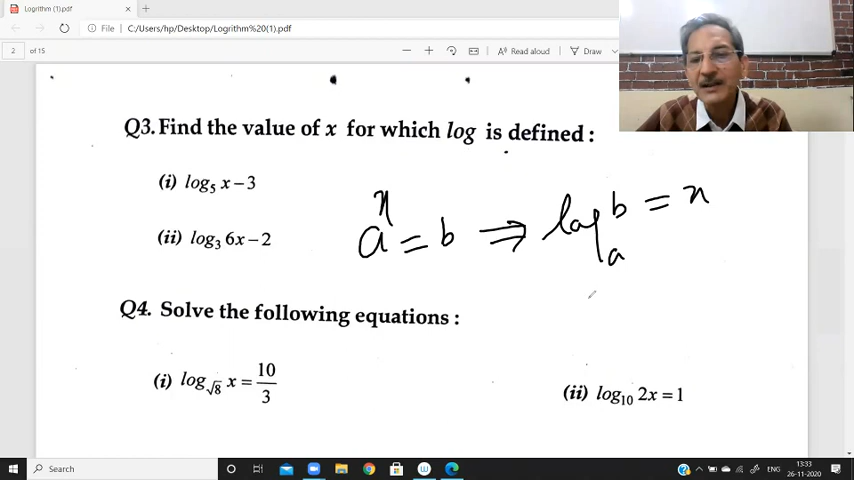 Logrithm (1).pdf
File
C:/Users/hp/Desktop/Logrithm%20(1).pdf
2 of 15
Read aloud
Draw
Q3. Find the value of x for which log is defined :
(i) log₅ x – 3
(ii) log₃ 6x – 2
aˣ = b ⇒ logₐ b = x
Q4. Solve the following equations :
(i) log_√8 x = 10/3
(ii) log₁₀ 2x = 1
Search
ENG
13:33
26-11-2020